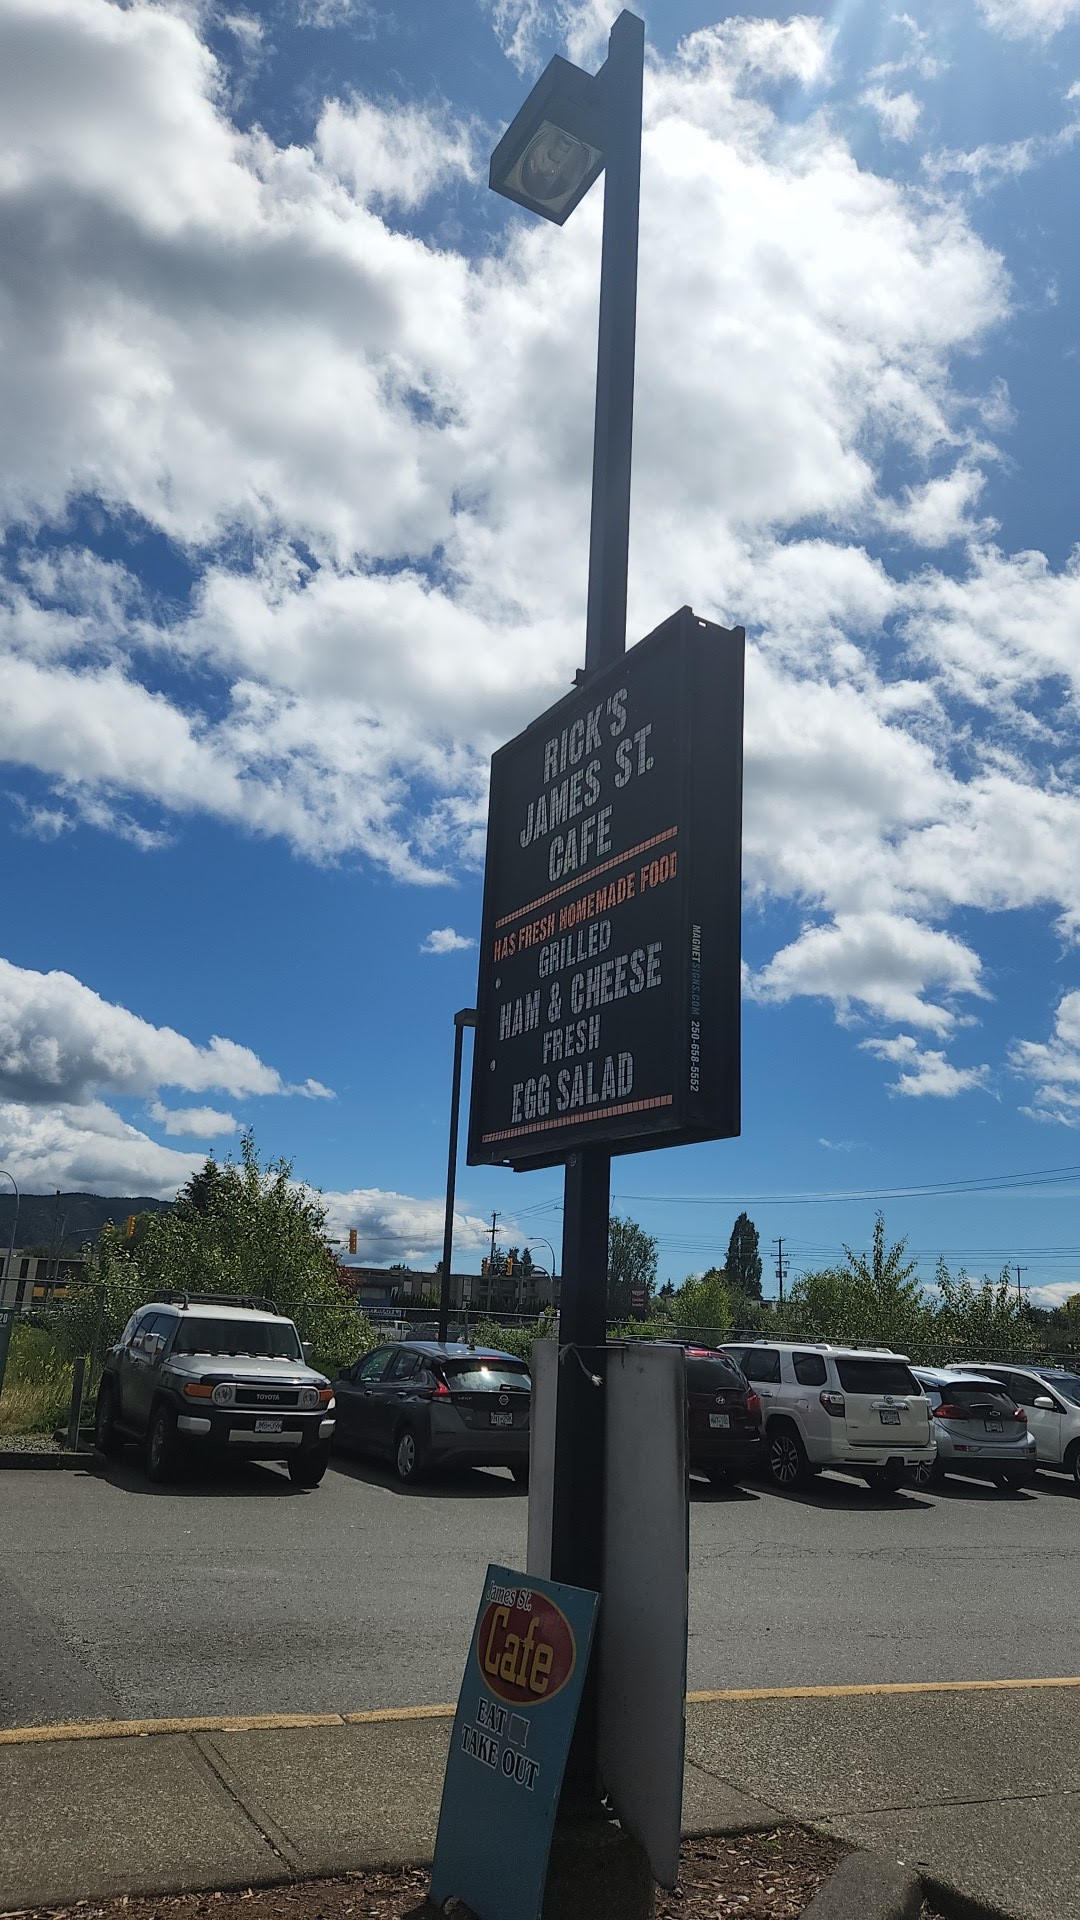 RICK'S
JAMES ST.
CAFE
HAS FRESH HOMEMADE FOOD
GRILLED
HAM & CHEESE
FRESH
EGG SALAD
MAGNETSIGNS.COM 250-658-5552
TOYOTA
James St.
Cafe
EAT
TAKE OUT